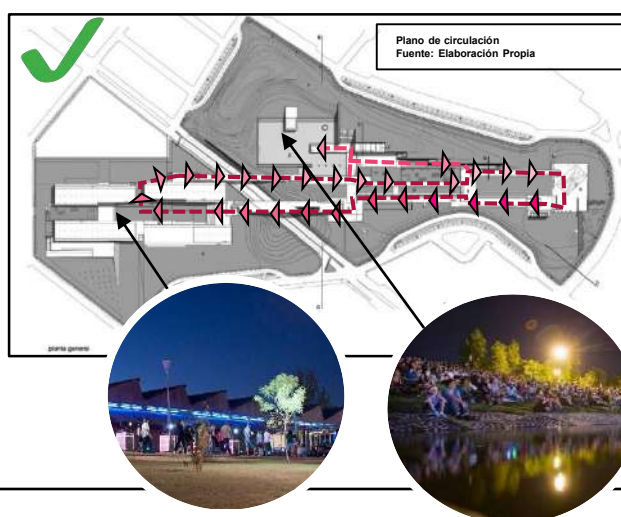 Plano de circulación
Fuente: Elaboración Propia
planta general